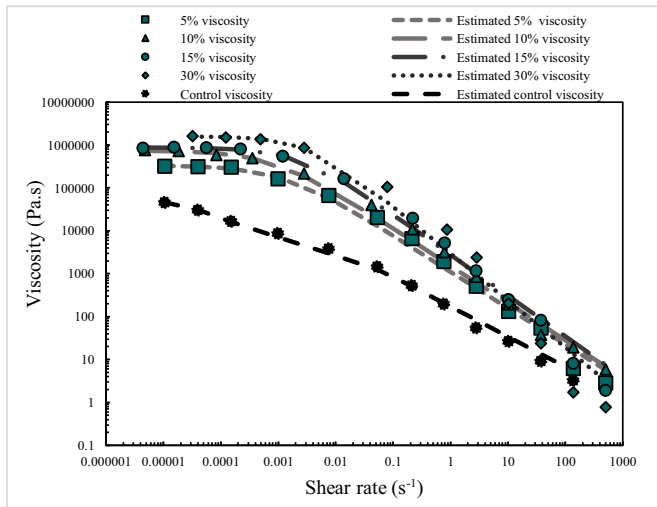 5% viscosity
10% viscosity
15% viscosity
30% viscosity
Control viscosity
Estimated 5% viscosity
Estimated 10% viscosity
Estimated 15% viscosity
Estimated 30% viscosity
Estimated control viscosity
Viscosity (Pa.s)
10000000
1000000
100000
10000
1000
100
10
1
0.1
0.000001 0.00001 0.0001 0.001 0.01 0.1 1 10 100 1000
Shear rate (s-1)